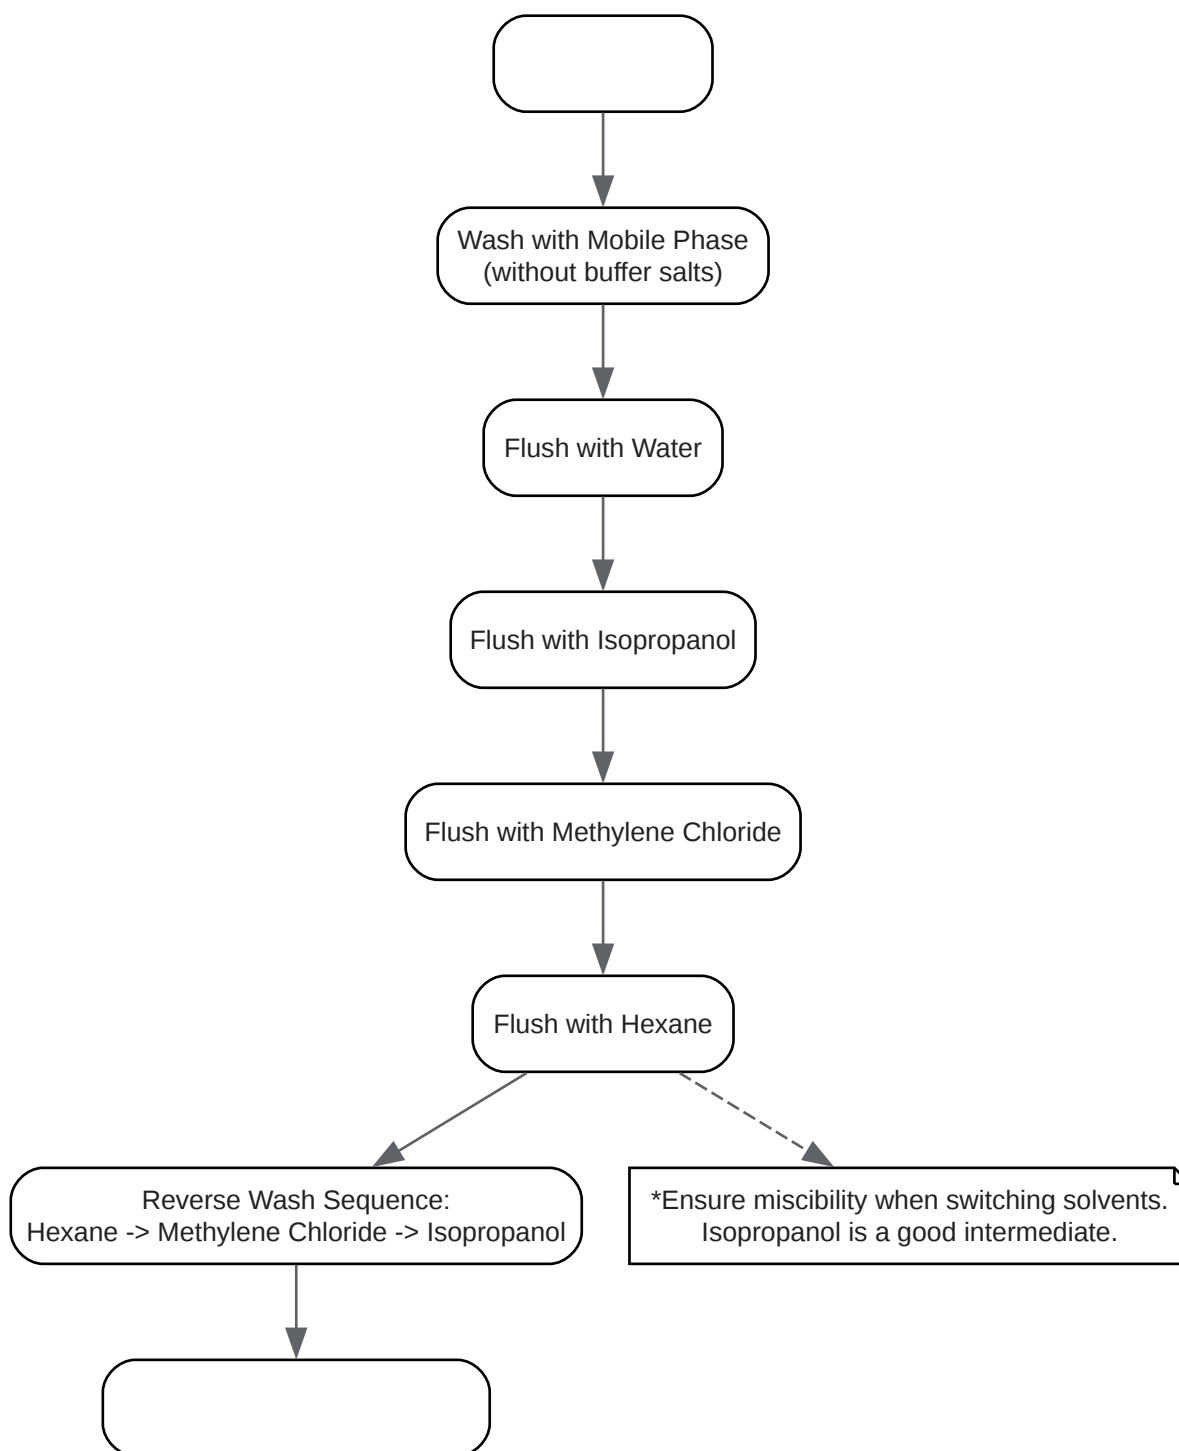 Wash with Mobile Phase
(without buffer salts)
Flush with Water
Flush with Isopropanol
Flush with Methylene Chloride
Flush with Hexane
Reverse Wash Sequence:
Hexane -> Methylene Chloride -> Isopropanol
*Ensure miscibility when switching solvents.
Isopropanol is a good intermediate.